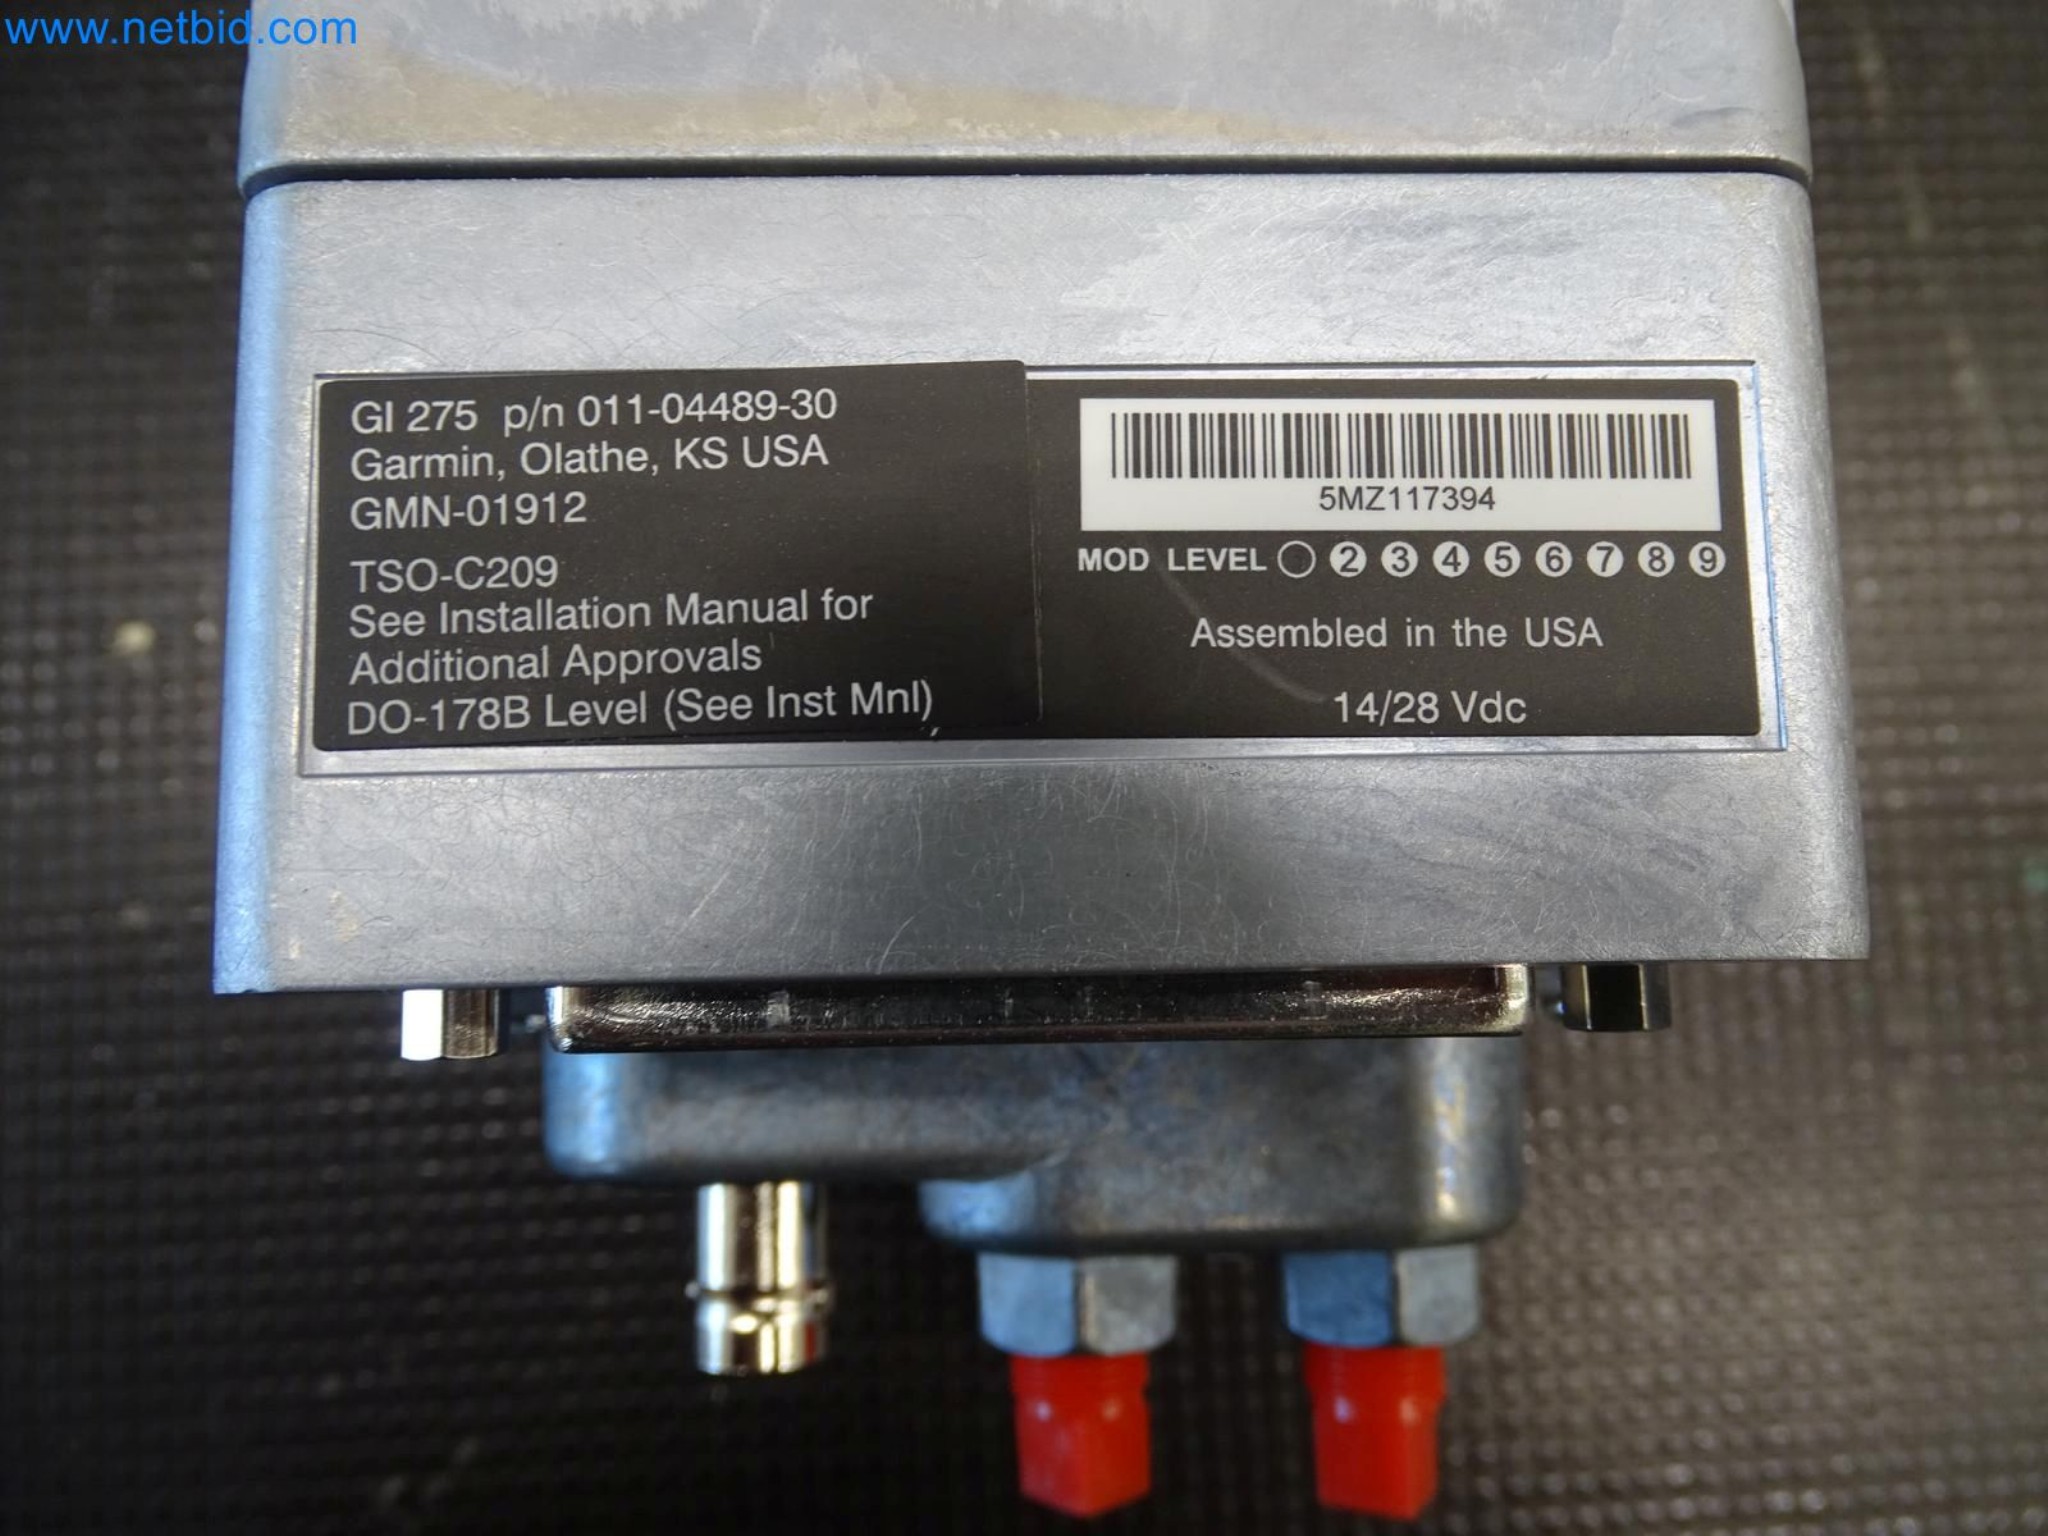 www.netbid.com
GI 275 p/n 011-04489-30
Garmin, Olathe, KS USA
GMN-01912
TSO-C209
See Installation Manual for
Additional Approvals
DO-178B Level (See Inst Mnl)
5MZ117394
MOD LEVEL 2 3 4 5 6 7 8 9
Assembled in the USA
14/28 Vdc